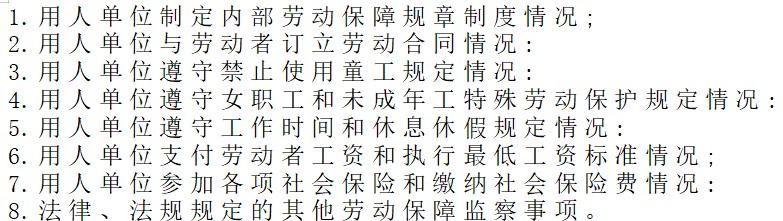 1.用人单位制定内部劳动保障规章制度情况;
2.用人单位与劳动者订立劳动合同情况:
3.用人单位遵守禁止使用童工规定情况:
4.用人单位遵守女职工和未成年工特殊劳动保护规定情况:
5.用人单位遵守工作时间和休息休假规定情况:
6.用人单位支付劳动者工资和执行最低工资标准情况;
7.用人单位参加各项社会保险和缴纳社会保险费情况:
8.法律、法规规定的其他劳动保障监察事项。